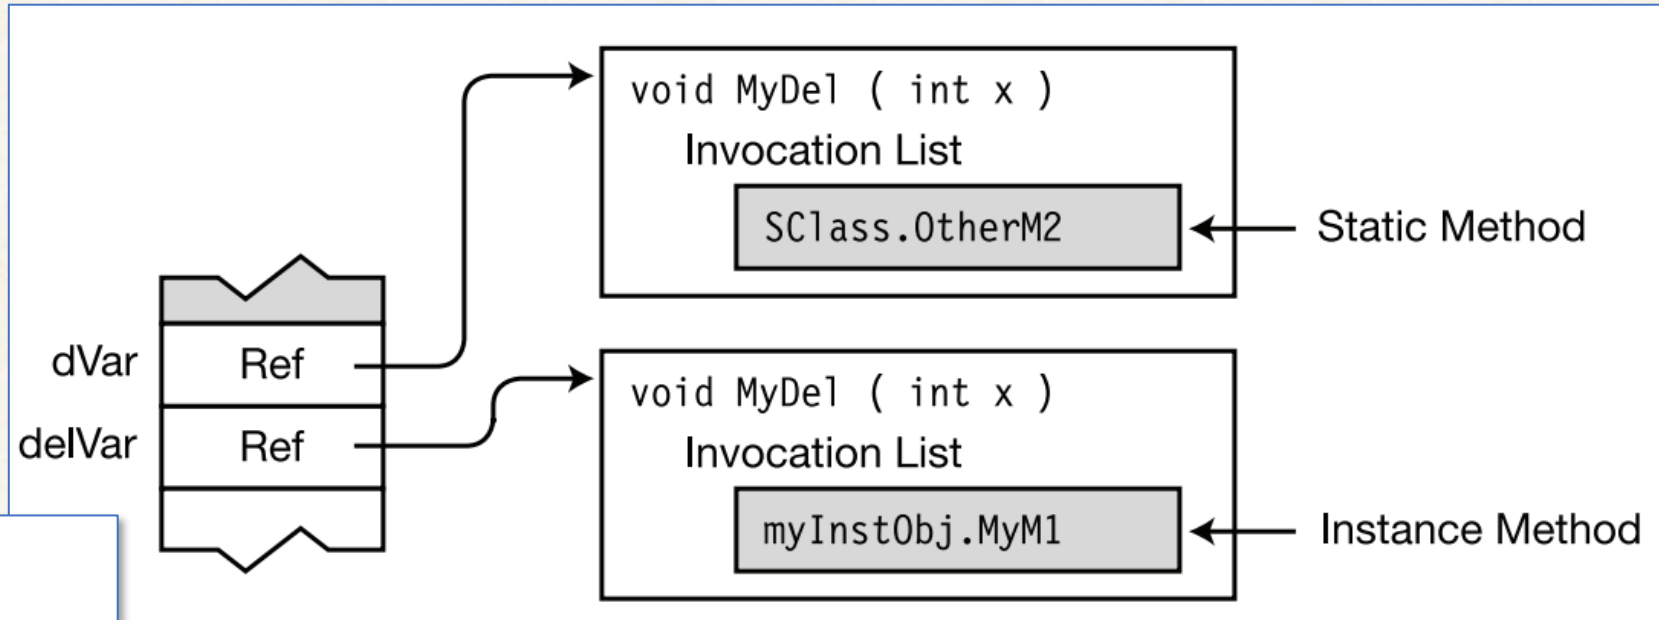 void MyDel ( int x )
Invocation List
SClass.OtherM2
Static Method
dVar
Ref
delVar
Ref
void MyDel ( int x )
Invocation List
myInstObj.MyM1
Instance Method